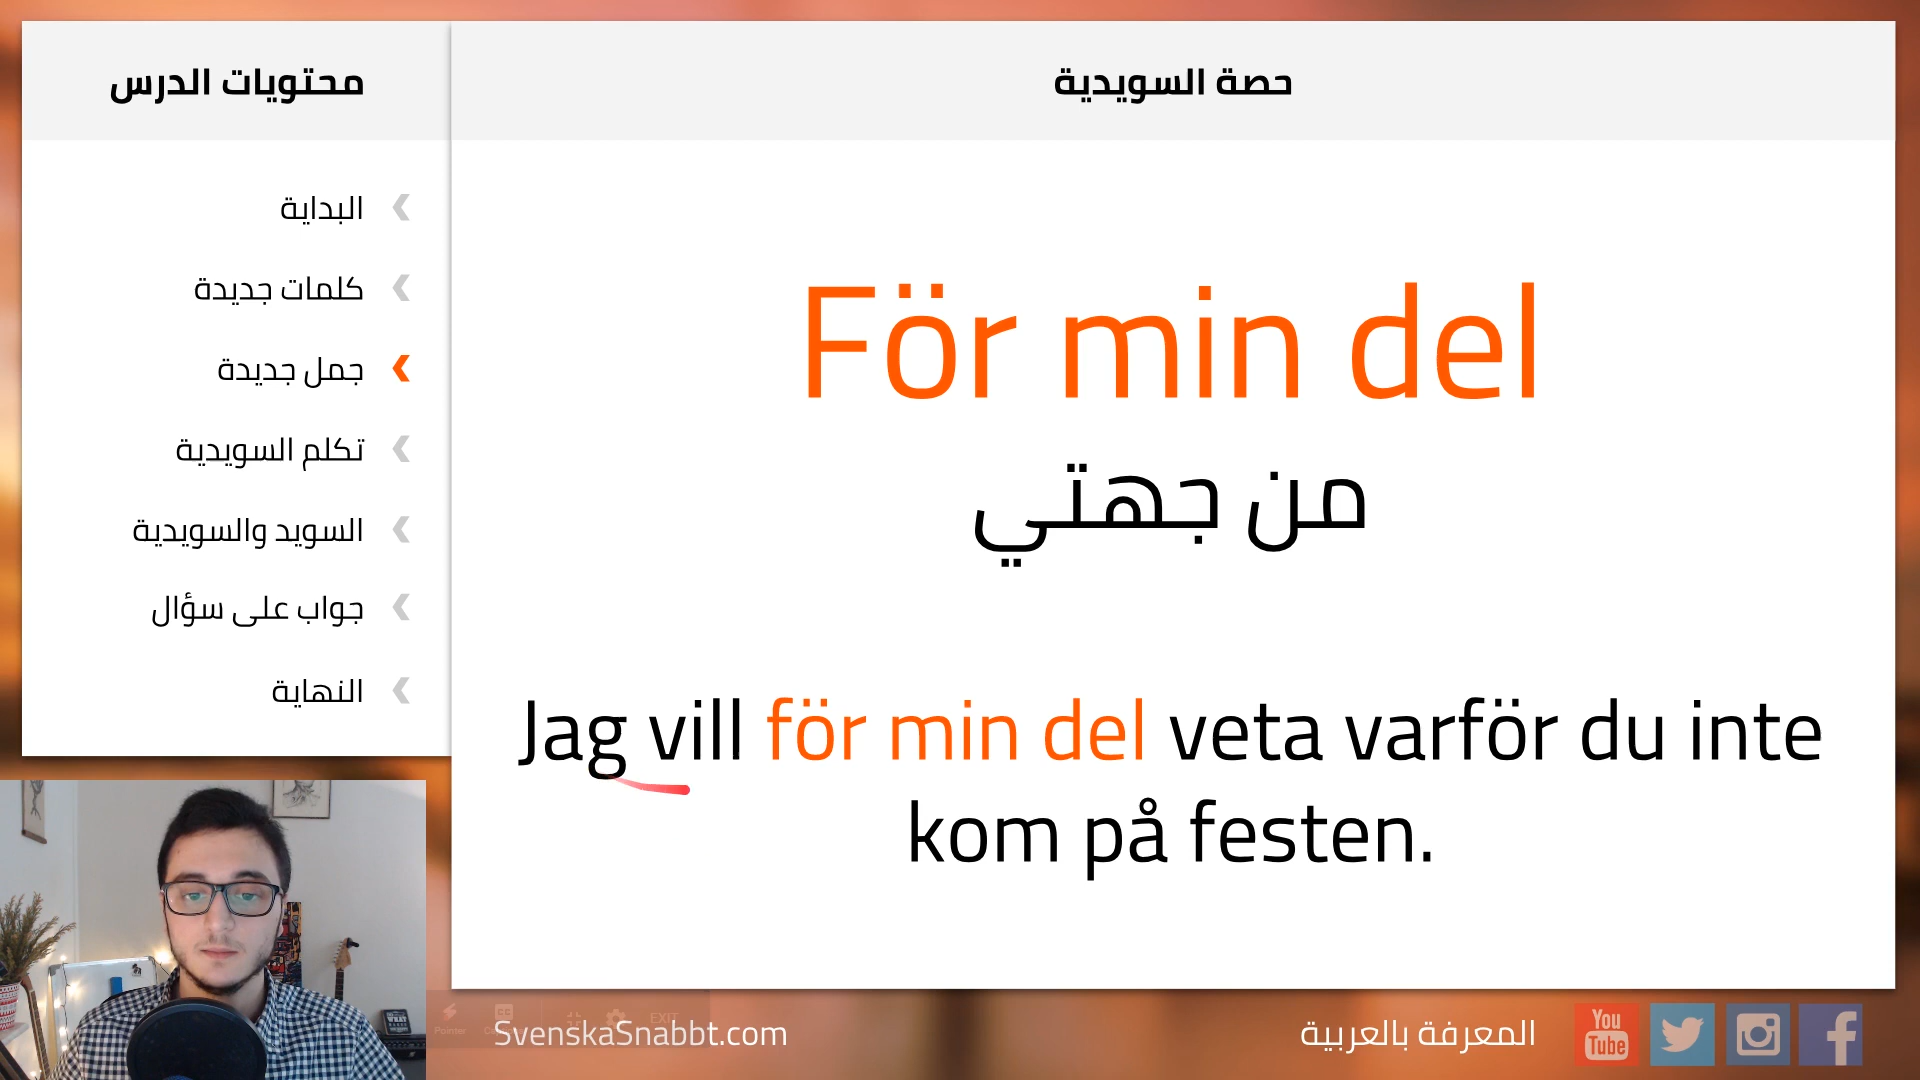 حصة السويدية
محتويات الدرس
البداية
كلمات جديدة
جمل جديدة
تكلم السويدية
السويد والسويدية
جواب على سؤال
النهاية
För min del
من جهتي
Jag vill för min del veta varför du inte
kom på festen.
SvenskaSnabbt.com
المعرفة بالعربية
You
Tube
Pointer
EXIT